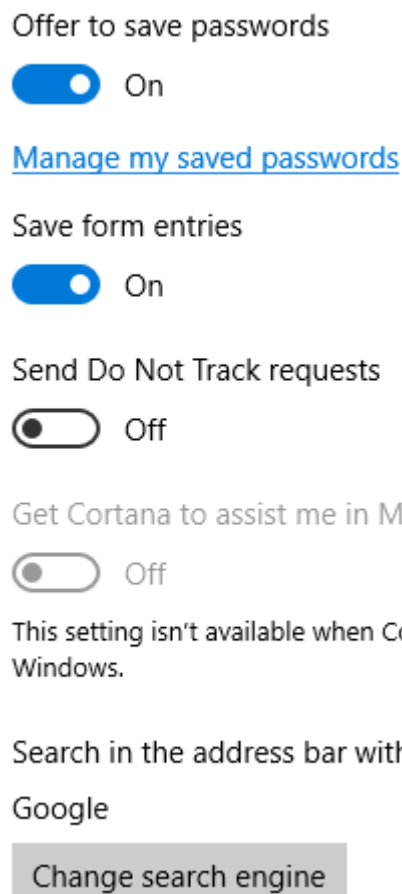 Offer to save passwords
On
Manage my saved passwords
Save form entries
On
Send Do Not Track requests
Off
Get Cortana to assist me in
Off
This setting isn't available when
Windows.
Search in the address bar
Google
Change search engine